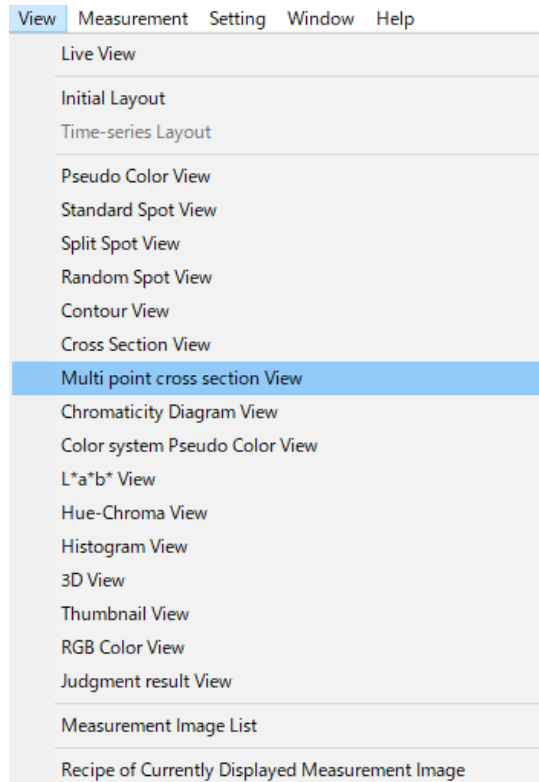 View Measurement Setting Window Help
Live View
Initial Layout
Time-series Layout
Pseudo Color View
Standard Spot View
Split Spot View
Random Spot View
Contour View
Cross Section View
Multi point cross section View
Chromaticity Diagram View
Color system Pseudo Color View
L*a*b* View
Hue-Chroma View
Histogram View
3D View
Thumbnail View
RGB Color View
Judgment result View
Measurement Image List
Recipe of Currently Displayed Measurement Image